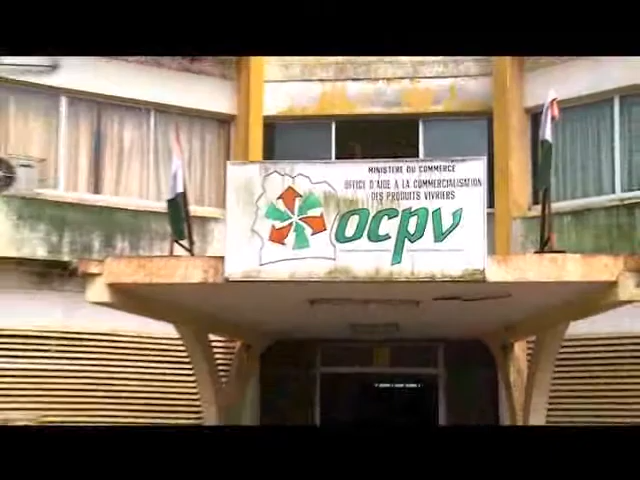 MINISTERE DU COMMERCE
OFFICE D'AIDE A LA COMMERCIALISATION
DES PRODUITS VIVRIERS
ocpv